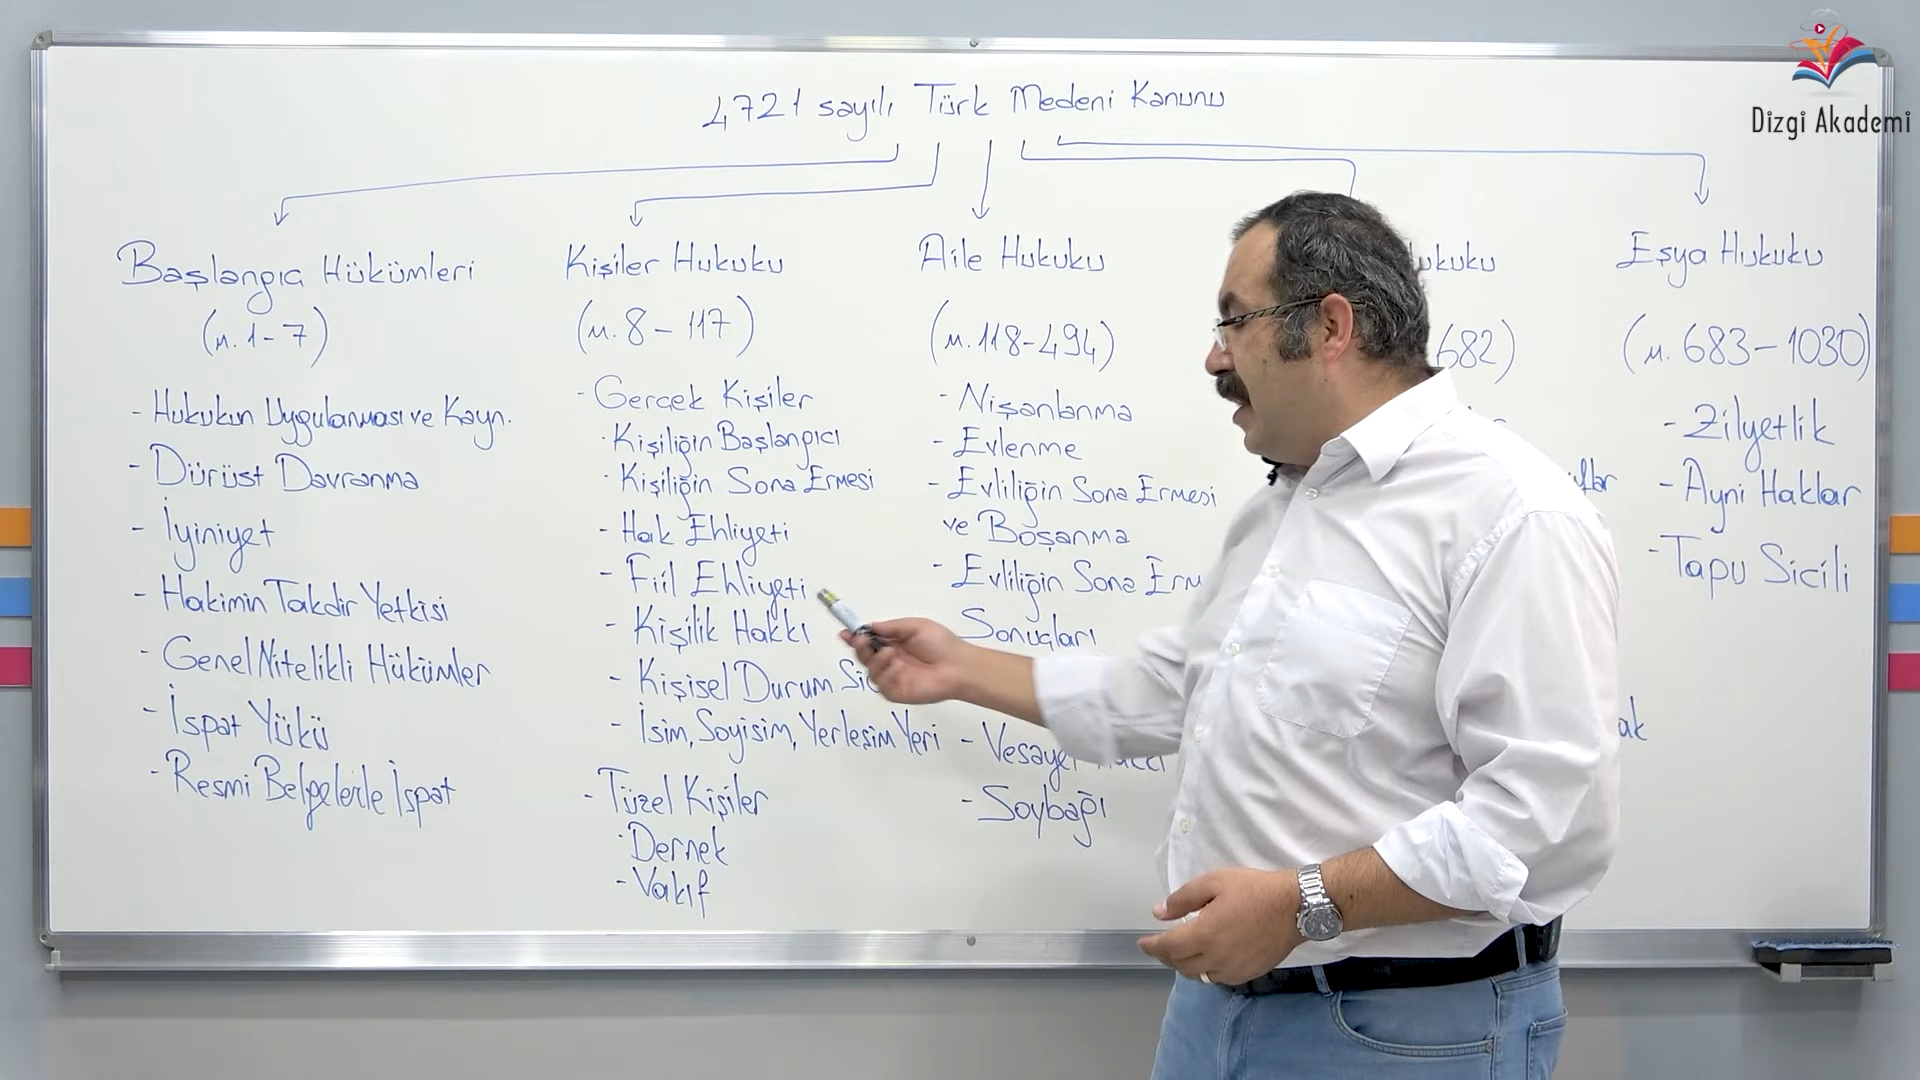 4721 sayılı Türk Medeni Kanunu
Dizgi Akademi
Başlangıç Hükümleri
(m. 1-7)
- Hukukun Uygulanması ve Kayn.
- Dürüst Davranma
- İyiniyet
- Hakimin Takdir Yetkisi
- Genel Nitelikli Hükümler
- İspat Yükü
- Resmi Belgelerle İspat
Kişiler Hukuku
(m. 8-117)
- Gerçek Kişiler
· Kişiliğin Başlangıcı
· Kişiliğin Sona Ermesi
- Hak Ehliyeti
- Fiil Ehliyeti
- Kişilik Hakkı
- Kişisel Durum
- İsim, Soyisim, Yerleşim Yeri
- Tüzel Kişiler
· Dernek
- Vakıf
Aile Hukuku
(m. 118-494)
- Nişanlanma
- Evlenme
- Evliliğin Sona Ermesi
ve Boşanma
- Evliliğin Sona
Sonuçları
- Vesayet
- Soybağı
682)
Eşya Hukuku
(m. 683-1030)
- Zilyetlik
- Ayni Haklar
- Tapu Sicili